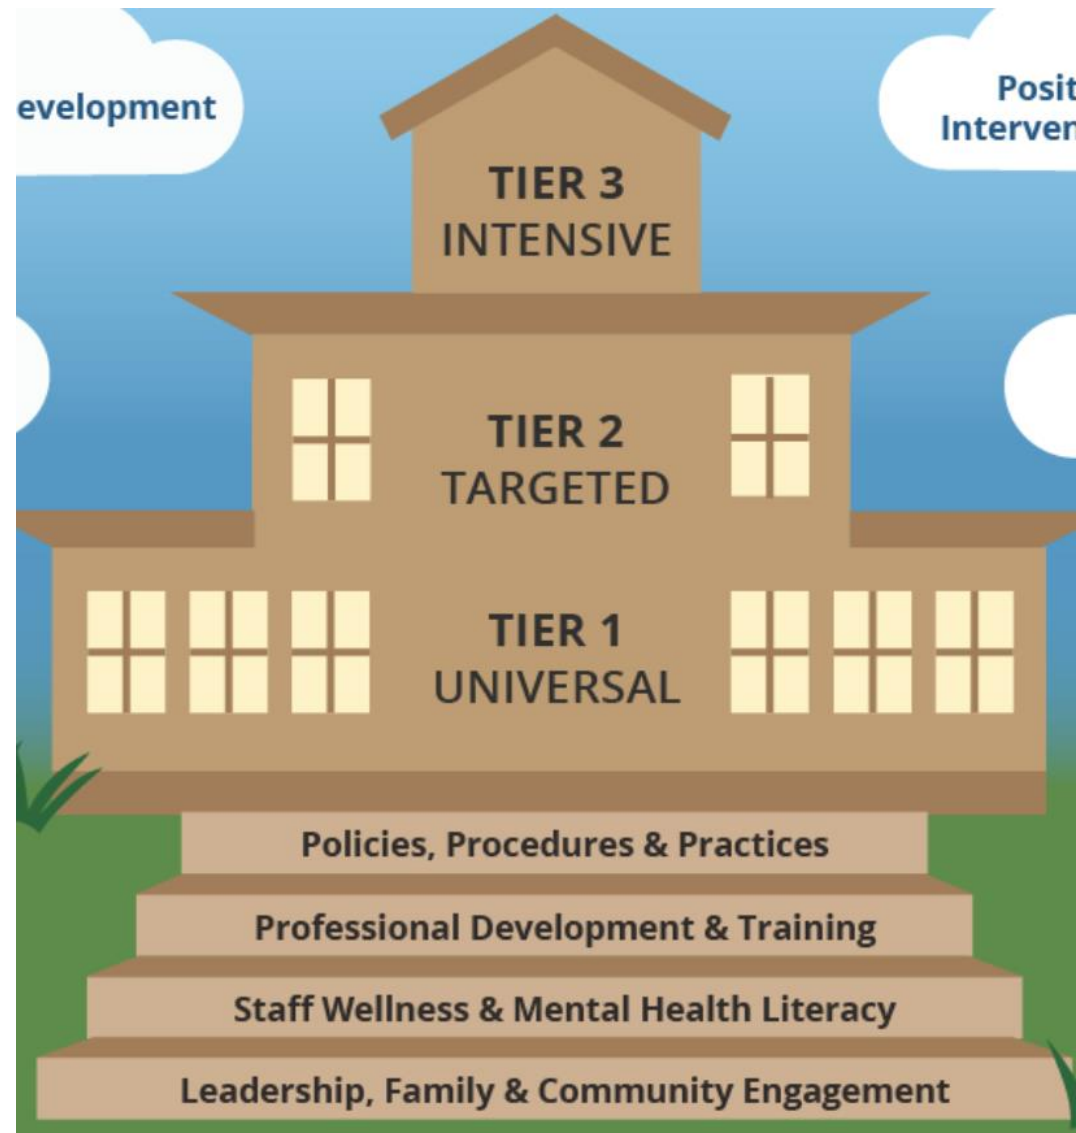 evelopment
Posit
Interven
TIER 3
INTENSIVE
TIER 2
TARGETED
TIER 1
UNIVERSAL
Policies, Procedures & Practices
Professional Development & Training
Staff Wellness & Mental Health Literacy
Leadership, Family & Community Engagement